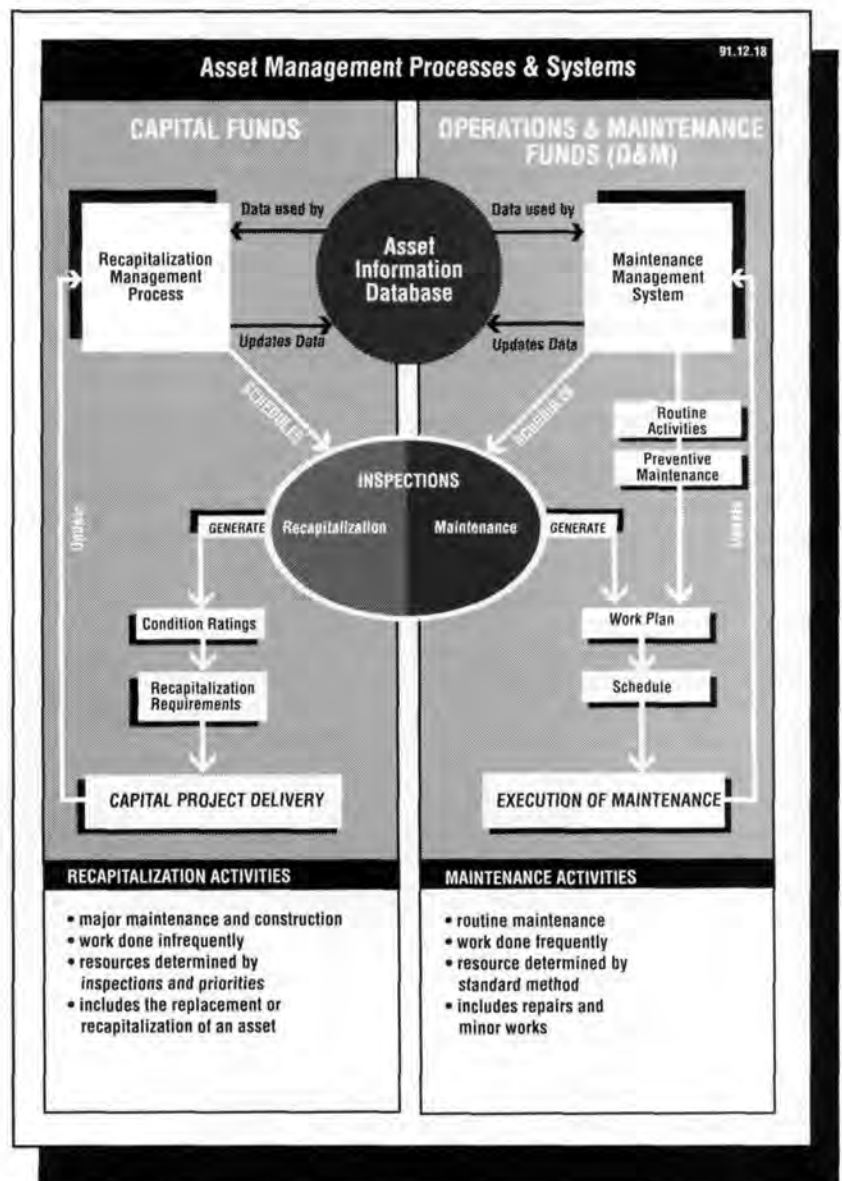 91.12.18
Asset Management Processes & Systems
CAPITAL FUNDS
OPERATIONS & MAINTENANCE
FUNDS (O&M)
Data used by
Data used by
Asset
Information
Database
Recapitalization
Management
Process
Maintenance
Management
System
Updates Data
Updates Data
SCHEDULES
SCHEDULES
Routine
Activities
Preventive
Maintenance
INSPECTIONS
GENERATE
Recapitalization
Maintenance
GENERATE
Update
Update
Condition Ratings
Work Plan
Recapitalization
Requirements
Schedule
CAPITAL PROJECT DELIVERY
EXECUTION OF MAINTENANCE
RECAPITALIZATION ACTIVITIES
• major maintenance and construction
• work done infrequently
• resources determined by
inspections and priorities
• includes the replacement or
recapitalization of an asset
MAINTENANCE ACTIVITIES
• routine maintenance
• work done frequently
• resource determined by
standard method
• includes repairs and
minor works